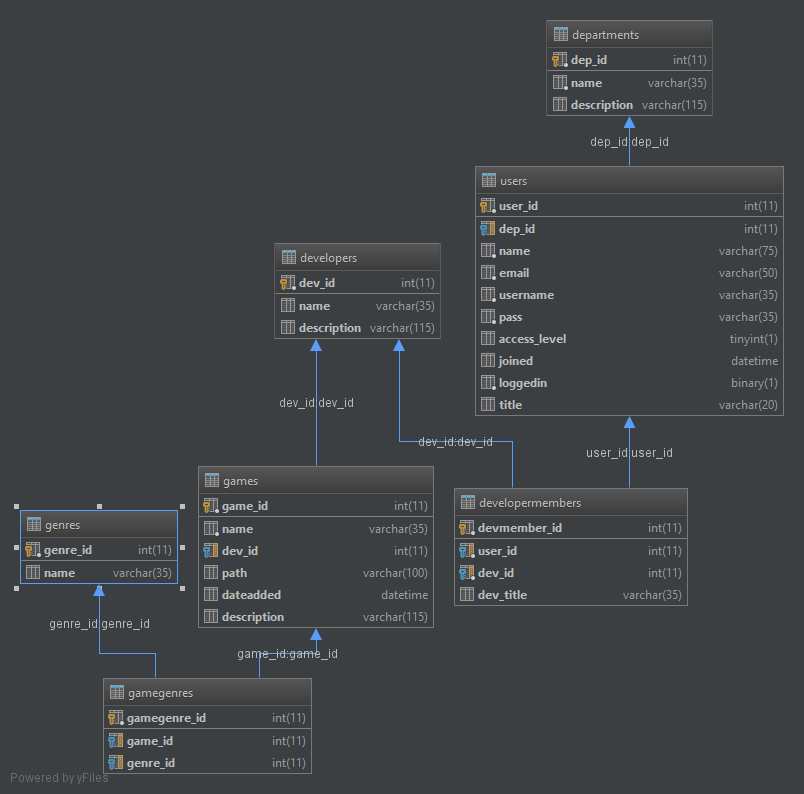 departments
dep_id int(11)
name varchar(35)
description varchar(115)
dep_id:dep_id
users
user_id int(11)
dep_id int(11)
name varchar(75)
email varchar(50)
username varchar(35)
pass varchar(35)
access_level tinyint(1)
joined datetime
loggedin binary(1)
title varchar(20)
developers
dev_id int(11)
name varchar(35)
description varchar(115)
dev_id:dev_id
dev_id:dev_id
user_id:user_id
games
game_id int(11)
name varchar(35)
dev_id int(11)
path varchar(100)
dateadded datetime
description varchar(115)
developermembers
devmember_id int(11)
user_id int(11)
dev_id int(11)
dev_title varchar(35)
genres
genre_id int(11)
name varchar(35)
genre_id:genre_id
game_id:game_id
gamegenres
gamegenre_id int(11)
game_id int(11)
genre_id int(11)
Powered by yFiles